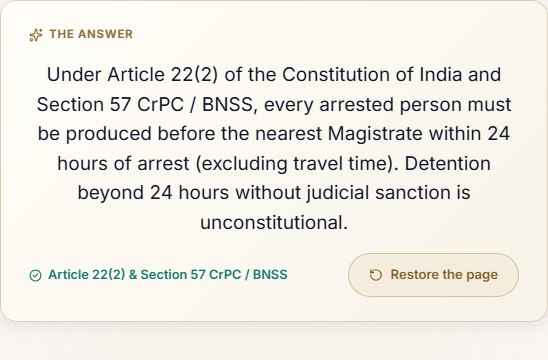 THE ANSWER
Under Article 22(2) of the Constitution of India and
Section 57 CrPC / BNSS, every arrested person must
be produced before the nearest Magistrate within 24
hours of arrest (excluding travel time). Detention
beyond 24 hours without judicial sanction is
unconstitutional.
Article 22(2) & Section 57 CrPC / BNSS
Restore the page